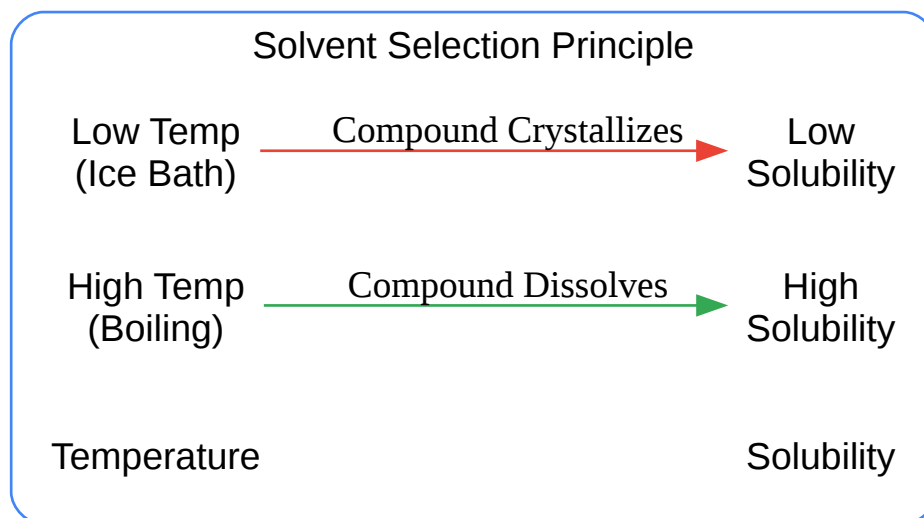 Solvent Selection Principle
Low Temp
(Ice Bath)
Compound Crystallizes
Low
Solubility
High Temp
(Boiling)
Compound Dissolves
High
Solubility
Temperature
Solubility